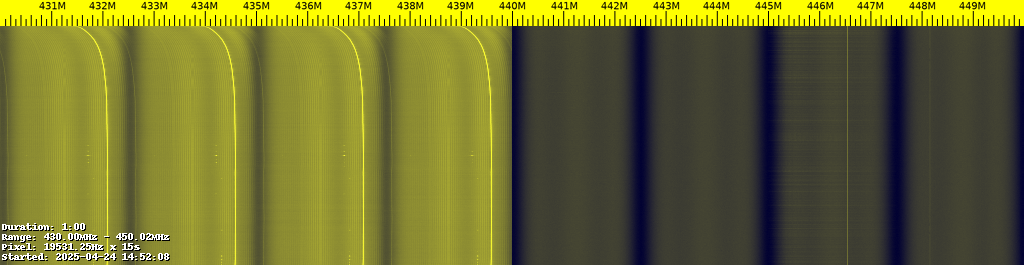 431M 432M 433M 434M 435M 436M 437M 438M 439M 440M 441M 442M 443M 444M 445M 446M 447M 448M 449M
Duration: 1:00
Range: 430.00MHz - 450.02MHz
Pixel: 19531.25Hz x 15s
Started: 2025-04-24 14:52:08